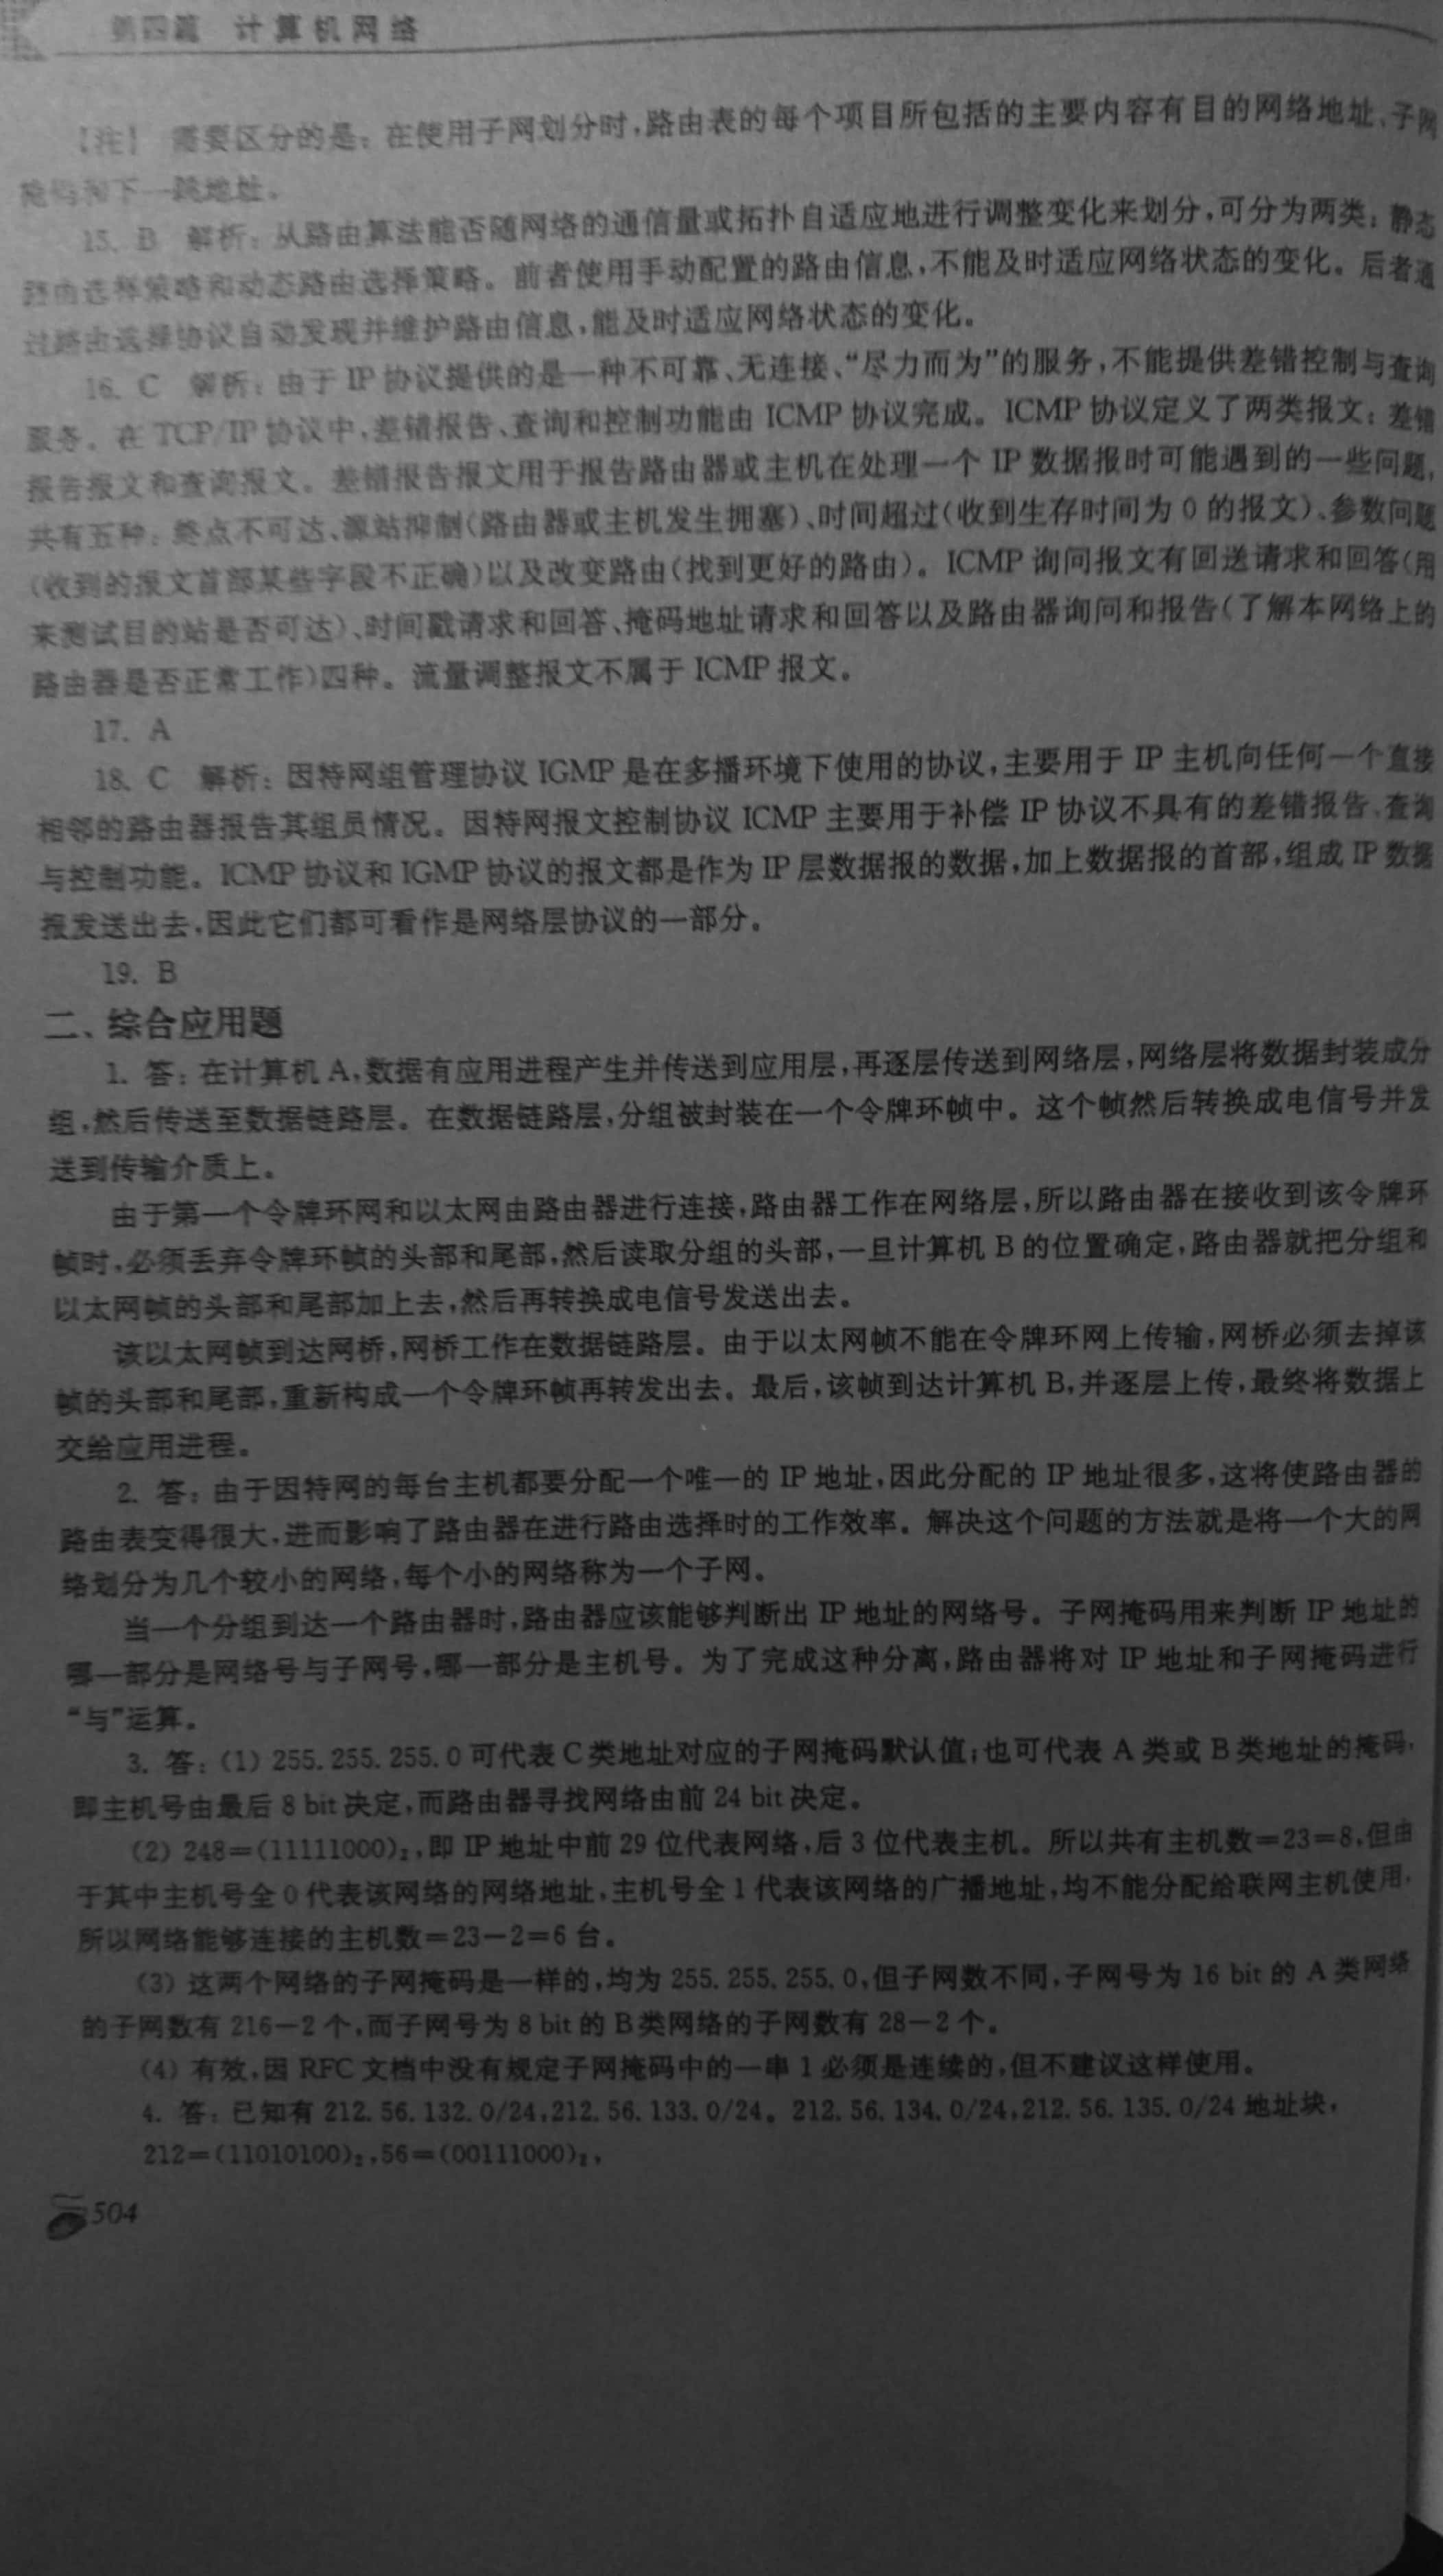 第四篇 计算机网络
【注】 需要区分的是：在使用子网划分时，路由表的每个项目所包括的主要内容有目的网络地址、子网
掩码和下一跳地址。
15. B 解析：从路由算法能否随网络的通信量或拓扑自适应地进行调整变化来划分，可分为两类：静态
路由选择策略和动态路由选择策略。前者使用手动配置的路由信息，不能及时适应网络状态的变化。后者通
过路由选择协议自动发现并维护路由信息，能及时适应网络状态的变化。
16. C 解析：由于 IP 协议提供的是一种不可靠、无连接、“尽力而为”的服务，不能提供差错控制与查询
服务。在 TCP/IP 协议中，差错报告、查询和控制功能由 ICMP 协议完成。ICMP 协议定义了两类报文：差错
报告报文和查询报文。差错报告报文用于报告路由器或主机在处理一个 IP 数据报时可能遇到的一些问题，
共有五种：终点不可达、源站抑制(路由器或主机发生拥塞)、时间超过(收到生存时间为 0 的报文)、参数问题
(收到的报文首部某些字段不正确)以及改变路由(找到更好的路由)。ICMP 询问报文有回送请求和回答(用
来测试目的站是否可达)、时间戳请求和回答、掩码地址请求和回答以及路由器询问和报告(了解本网络上的
路由器是否正常工作)四种。流量调整报文不属于 ICMP 报文。
17. A
18. C 解析：因特网组管理协议 IGMP 是在多播环境下使用的协议，主要用于 IP 主机向任何一个直接
相邻的路由器报告其组员情况。因特网报文控制协议 ICMP 主要用于补偿 IP 协议不具有的差错报告、查询
与控制功能。ICMP 协议和 IGMP 协议的报文都是作为 IP 层数据报的数据，加上数据报的首部，组成 IP 数据
报发送出去，因此它们都可看作是网络层协议的一部分。
19. B
二、综合应用题
1. 答：在计算机 A，数据有应用进程产生并传送到应用层，再逐层传送到网络层，网络层将数据封装成分
组，然后传送至数据链路层。在数据链路层，分组被封装在一个令牌环帧中。这个帧然后转换成电信号并发
送到传输介质上。
由于第一个令牌环网和以太网由路由器进行连接，路由器工作在网络层，所以路由器在接收到该令牌环
帧时，必须丢弃令牌环帧的头部和尾部，然后读取分组的头部，一旦计算机 B 的位置确定，路由器就把分组和
以太网帧的头部和尾部加上去，然后再转换成电信号发送出去。
该以太网帧到达网桥，网桥工作在数据链路层。由于以太网帧不能在令牌环网上传输，网桥必须去掉该
帧的头部和尾部，重新构成一个令牌环帧再转发出去。最后，该帧到达计算机 B，并逐层上传，最终将数据上
交给应用进程。
2. 答：由于因特网的每台主机都要分配一个唯一的 IP 地址，因此分配的 IP 地址很多，这将使路由器的
路由表变得很大，进而影响了路由器在进行路由选择时的工作效率。解决这个问题的方法就是将一个大的网
络划分为几个较小的网络，每个小的网络称为一个子网。
当一个分组到达一个路由器时，路由器应该能够判断出 IP 地址的网络号。子网掩码用来判断 IP 地址的
哪一部分是网络号与子网号，哪一部分是主机号。为了完成这种分离，路由器将对 IP 地址和子网掩码进行
“与”运算。
3. 答：(1) 255.255.255.0 可代表 C 类地址对应的子网掩码默认值；也可代表 A 类或 B 类地址的掩码，
即主机号由最后 8 bit 决定，而路由器寻找网络由前 24 bit 决定。
(2) 248=(11111000)₂，即 IP 地址中前 29 位代表网络，后 3 位代表主机。所以共有主机数=23=8，但由
于其中主机号全 0 代表该网络的网络地址，主机号全 1 代表该网络的广播地址，均不能分配给联网主机使用，
所以网络能够连接的主机数=23-2=6 台。
(3) 这两个网络的子网掩码是一样的，均为 255.255.255.0，但子网数不同，子网号为 16 bit 的 A 类网络
的子网数有 216-2 个，而子网号为 8 bit 的 B 类网络的子网数有 28-2 个。
(4) 有效，因 RFC 文档中没有规定子网掩码中的一串 1 必须是连续的，但不建议这样使用。
4. 答：已知有 212.56.132.0/24，212.56.133.0/24。212.56.134.0/24，212.56.135.0/24 地址块，
212=(11010100)₂，56=(00111000)₂，
504